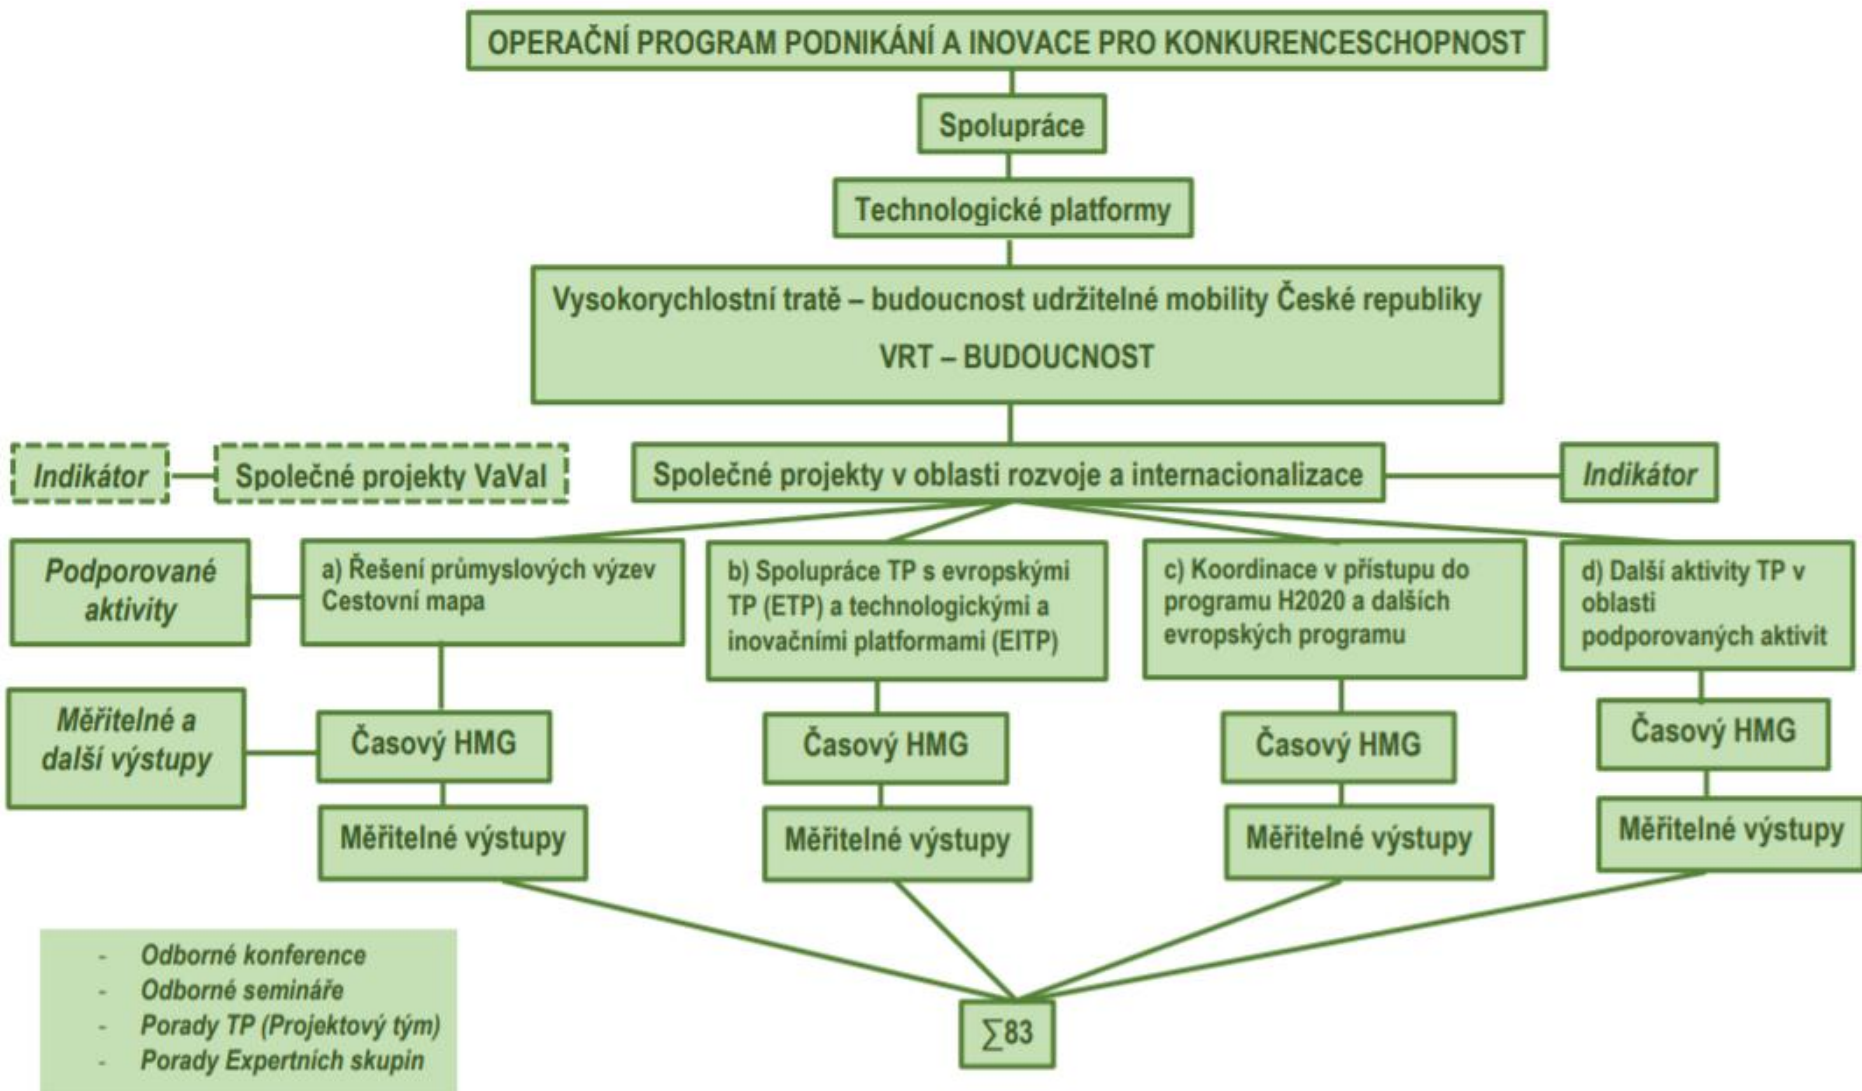 OPERAČNÍ PROGRAM PODNIKÁNÍ A INOVACE PRO KONKURENCESCHOPNOST
Spolupráce
Technologické platformy
Vysokorychlostní tratě – budoucnost udržitelné mobility České republiky
VRT – BUDOUCNOST
Indikátor
Společné projekty VaVaI
Společné projekty v oblasti rozvoje a internacionalizace
Indikátor
Podporované
aktivity
a) Řešení průmyslových výzev
Cestovní mapa
b) Spolupráce TP s evropskými
TP (ETP) a technologickými a
inovačními platformami (EITP)
c) Koordinace v přístupu do
programu H2020 a dalších
evropských programu
d) Další aktivity TP v
oblasti
podporovaných aktivit
Měřitelné a
další výstupy
Časový HMG
Časový HMG
Časový HMG
Časový HMG
Měřitelné výstupy
Měřitelné výstupy
Měřitelné výstupy
Měřitelné výstupy
- Odborné konference
- Odborné semináře
- Porady TP (Projektový tým)
- Porady Expertních skupin
∑83